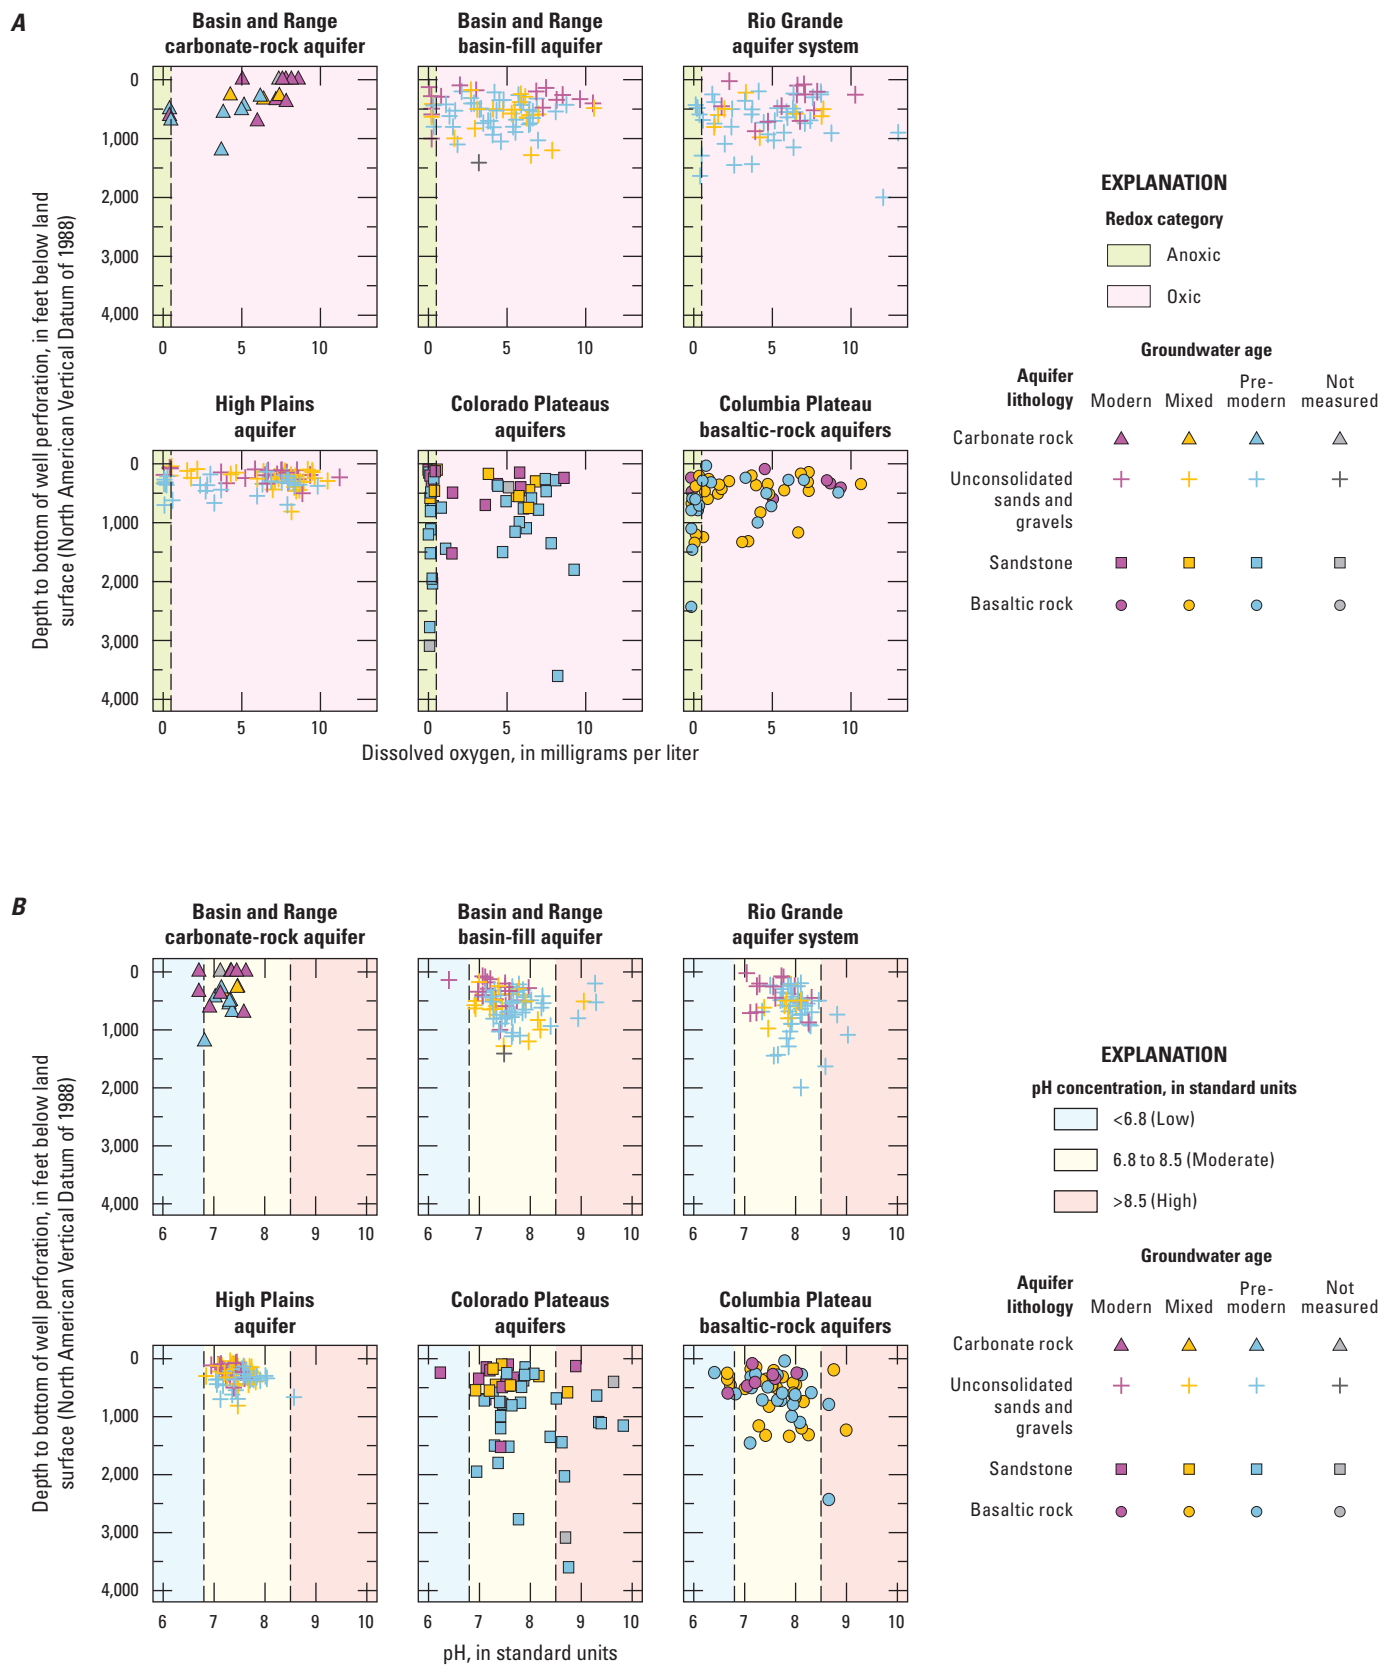 A
Basin and Range
carbonate-rock aquifer
Basin and Range
basin-fill aquifer
Rio Grande
aquifer system
0
1,000
2,000
3,000
4,000
0 5 10
0 5 10
0 5 10
High Plains
aquifer
Colorado Plateaus
aquifers
Columbia Plateau
basaltic-rock aquifers
0
1,000
2,000
3,000
4,000
0 5 10
0 5 10
0 5 10
Depth to bottom of well perforation, in feet below land
surface (North American Vertical Datum of 1988)
Dissolved oxygen, in milligrams per liter
EXPLANATION
Redox category
Anoxic
Oxic
Groundwater age
Aquifer
lithology
Modern
Mixed
Pre-
modern
Not
measured
Carbonate rock
Unconsolidated
sands and
gravels
Sandstone
Basaltic rock
B
Basin and Range
carbonate-rock aquifer
Basin and Range
basin-fill aquifer
Rio Grande
aquifer system
0
1,000
2,000
3,000
4,000
6 7 8 9 10
6 7 8 9 10
6 7 8 9 10
High Plains
aquifer
Colorado Plateaus
aquifers
Columbia Plateau
basaltic-rock aquifers
0
1,000
2,000
3,000
4,000
6 7 8 9 10
6 7 8 9 10
6 7 8 9 10
Depth to bottom of well perforation, in feet below land
surface (North American Vertical Datum of 1988)
pH, in standard units
EXPLANATION
pH concentration, in standard units
<6.8 (Low)
6.8 to 8.5 (Moderate)
>8.5 (High)
Groundwater age
Aquifer
lithology
Modern
Mixed
Pre-
modern
Not
measured
Carbonate rock
Unconsolidated
sands and
gravels
Sandstone
Basaltic rock